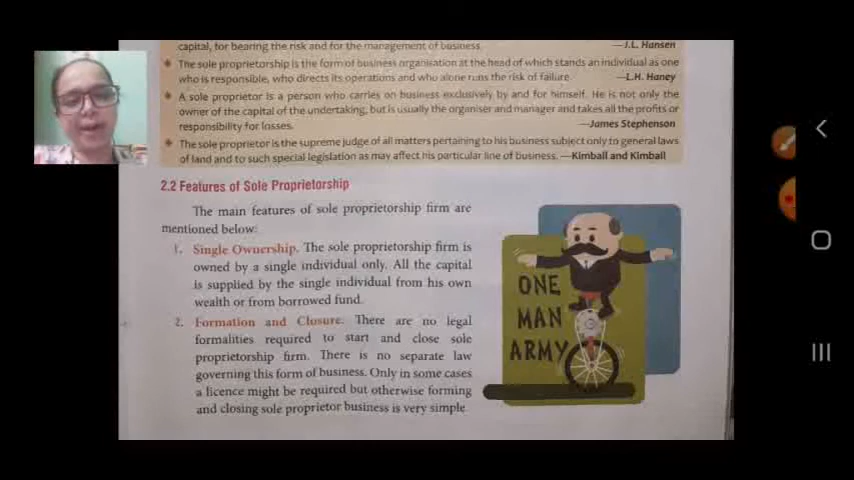 capital, for bearing the risk and for the management of business. —J.L. Hansen
The sole proprietorship is the form of business organisation at the head of which stands an individual as one
who is responsible, who directs its operations and who alone runs the risk of failure. —L.H. Haney
A sole proprietor is a person who carries on business exclusively by and for himself. He is not only the
owner of the capital of the undertaking, but is usually the organiser and manager and takes all the profits or
responsibility for losses. —James Stephenson
The sole proprietor is the supreme judge of all matters pertaining to his business subject only to general laws
of land and to such special legislation as may affect his particular line of business. —Kimball and Kimball
2.2 Features of Sole Proprietorship
The main features of sole proprietorship firm are
mentioned below:
1. Single Ownership. The sole proprietorship firm is
owned by a single individual only. All the capital
is supplied by the single individual from his own
wealth or from borrowed fund.
2. Formation and Closure. There are no legal
formalities required to start and close sole
proprietorship firm. There is no separate law
governing this form of business. Only in some cases
a licence might be required but otherwise forming
and closing sole proprietor business is very simple
ONE
MAN
ARMY